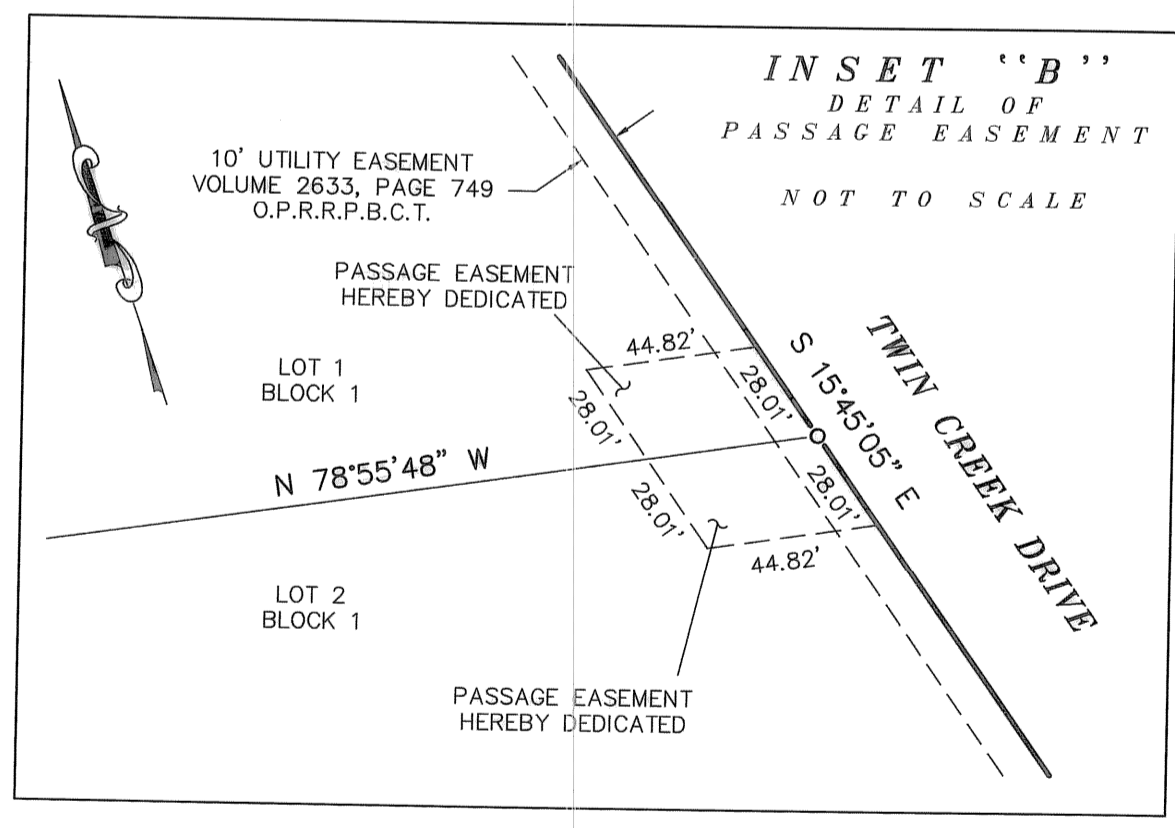 INSET "B"
DETAIL OF
PASSAGE EASEMENT
NOT TO SCALE
10' UTILITY EASEMENT
VOLUME 2633, PAGE 749
O.P.R.R.P.B.C.T.
PASSAGE EASEMENT
HEREBY DEDICATED
LOT 1
BLOCK 1
44.82'
28.01'
28.01'
S 15°45'05" E
TWIN CREEK DRIVE
N 78°55'48" W
28.01'
28.01'
44.82'
LOT 2
BLOCK 1
PASSAGE EASEMENT
HEREBY DEDICATED